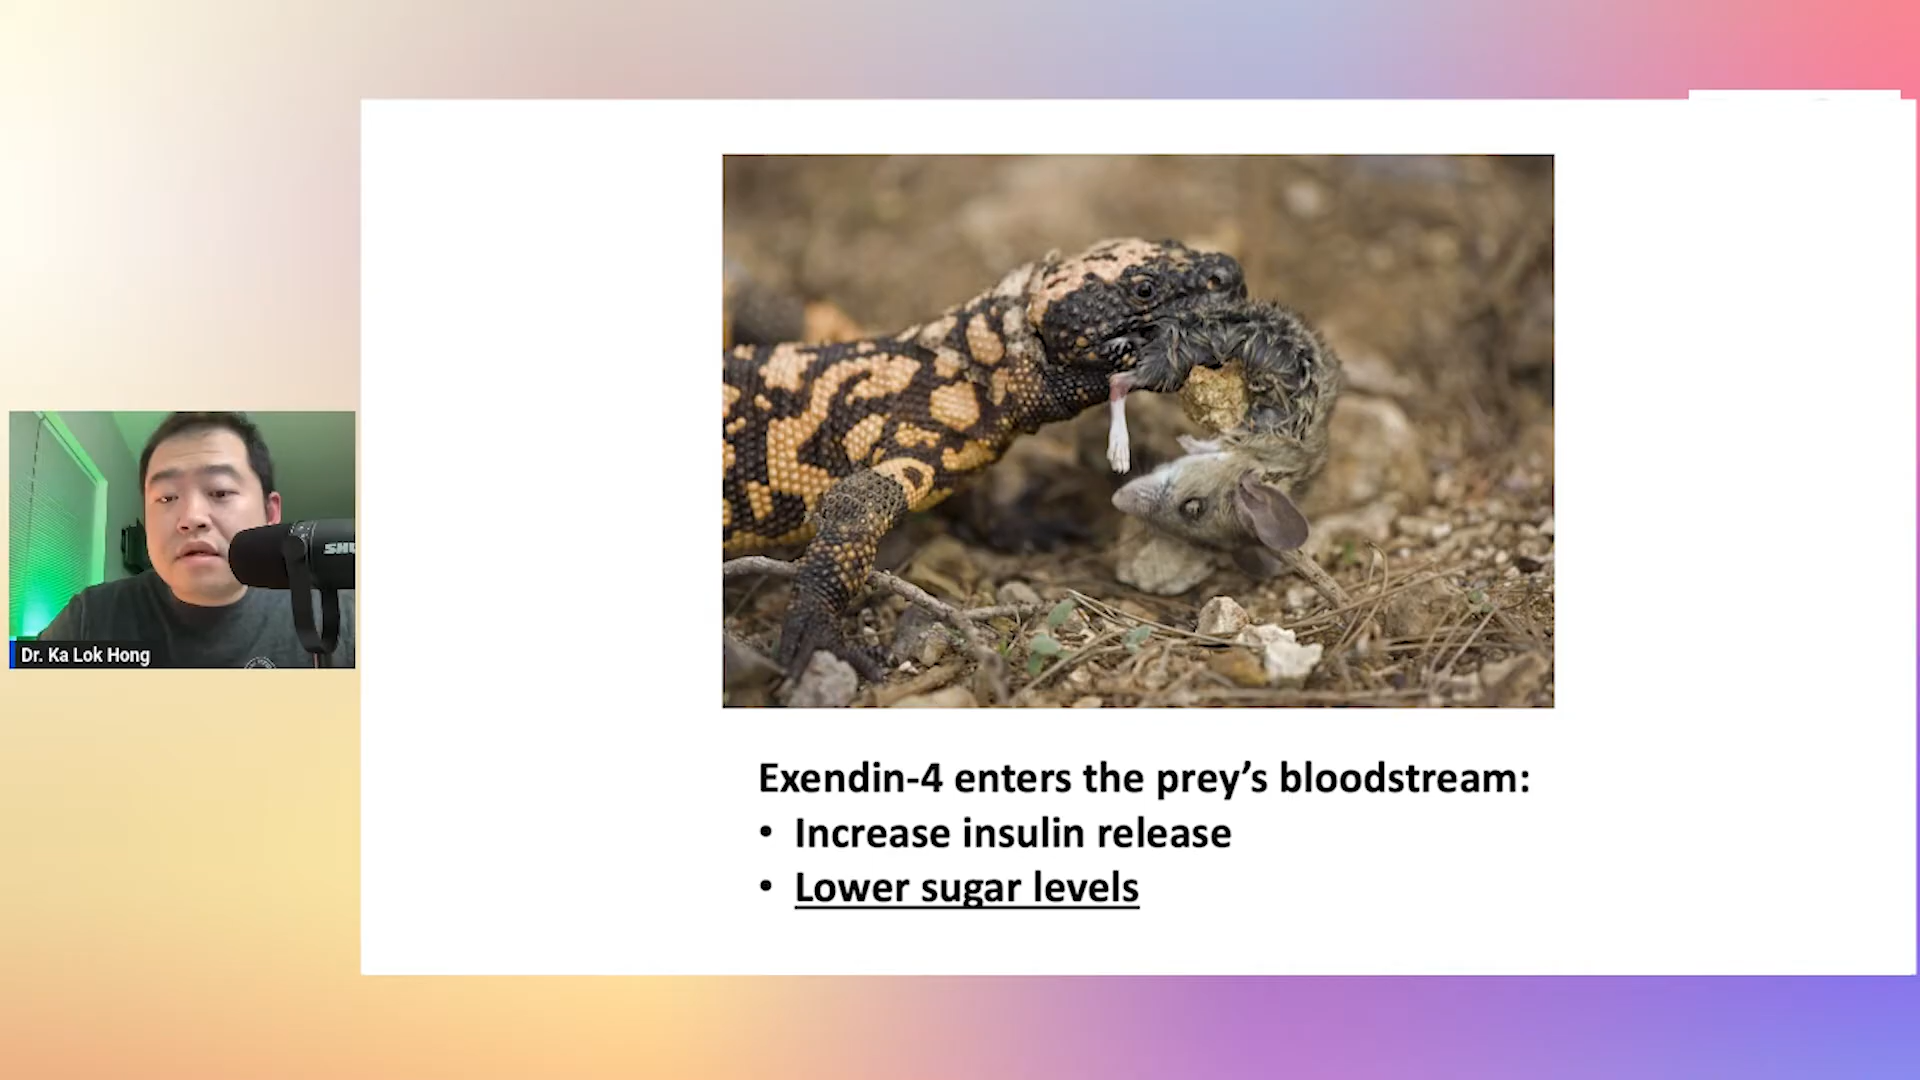 Exendin-4 enters the prey’s bloodstream:
• Increase insulin release
• Lower sugar levels
Dr. Ka Lok Hong